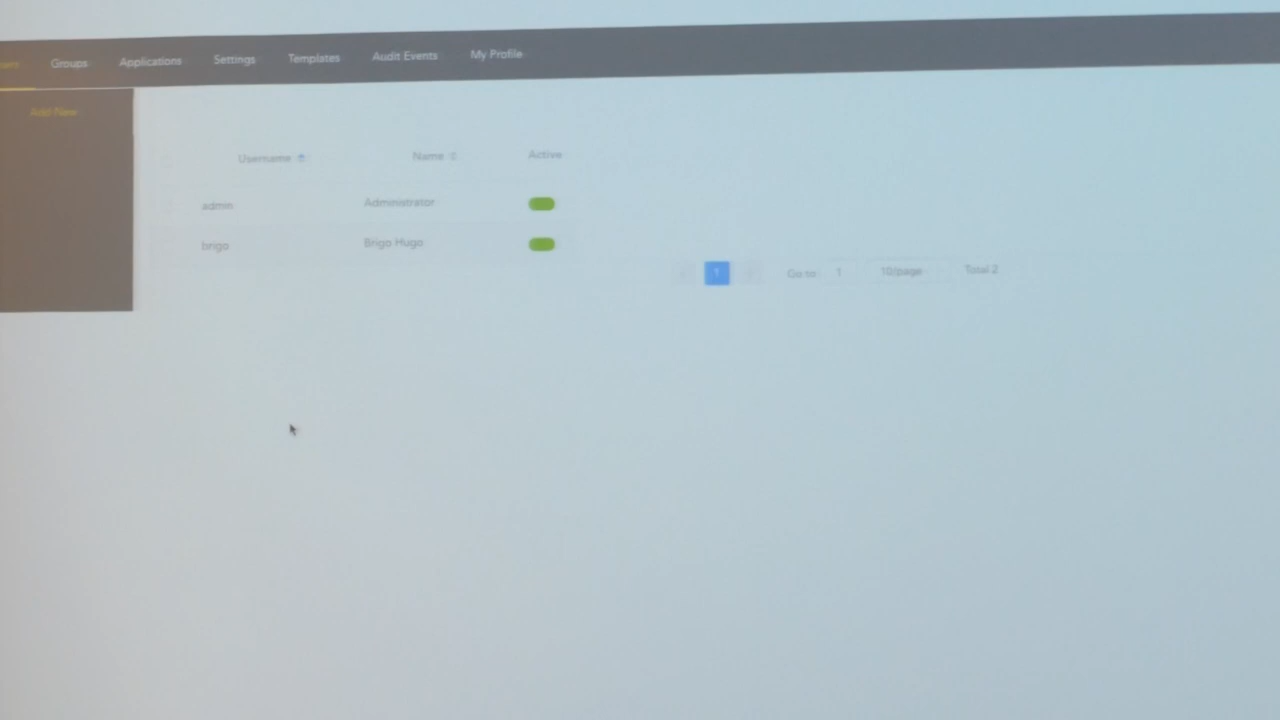 Groups Applications Settings Templates Audit Events My Profile
Add New
Username Name Active
admin Administrator
brigo Brigo Hugo
1 Go to 1 10/page Total 2